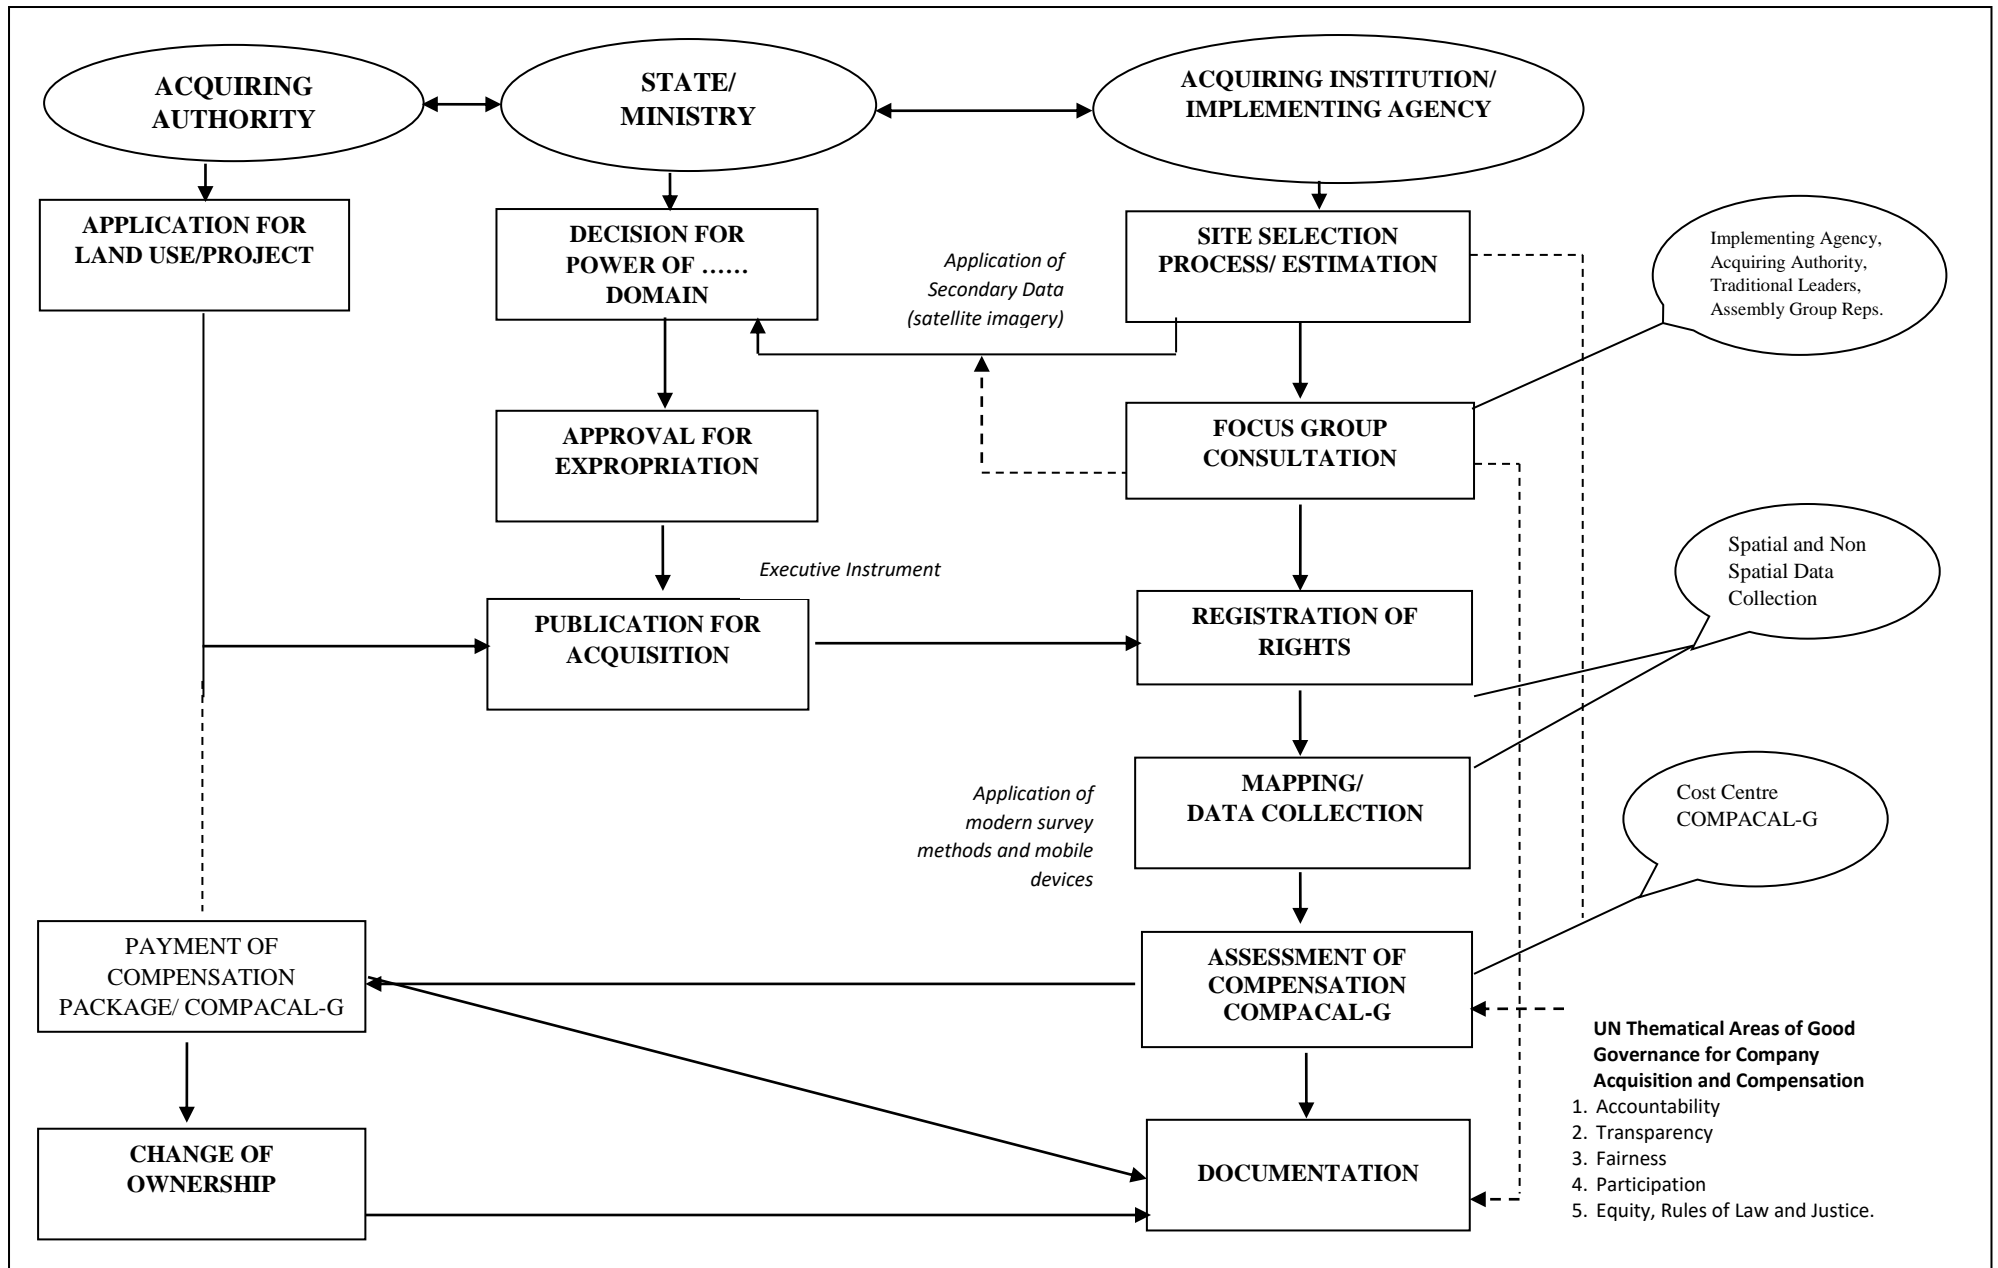 ACQUIRING
AUTHORITY
STATE/
MINISTRY
ACQUIRING INSTITUTION/
IMPLEMENTING AGENCY
APPLICATION FOR
LAND USE/PROJECT
DECISION FOR
POWER OF ……
DOMAIN
Application of
Secondary Data
(satellite imagery)
SITE SELECTION
PROCESS/ ESTIMATION
Implementing Agency,
Acquiring Authority,
Traditional Leaders,
Assembly Group Reps.
APPROVAL FOR
EXPROPRIATION
FOCUS GROUP
CONSULTATION
Executive Instrument
Spatial and Non
Spatial Data
Collection
PUBLICATION FOR
ACQUISITION
REGISTRATION OF
RIGHTS
Application of
modern survey
methods and mobile
devices
MAPPING/
DATA COLLECTION
Cost Centre
COMPACAL-G
PAYMENT OF
COMPENSATION
PACKAGE/ COMPACAL-G
ASSESSMENT OF
COMPENSATION
COMPACAL-G
UN Thematical Areas of Good
Governance for Company
Acquisition and Compensation
1. Accountability
2. Transparency
3. Fairness
4. Participation
5. Equity, Rules of Law and Justice.
CHANGE OF
OWNERSHIP
DOCUMENTATION